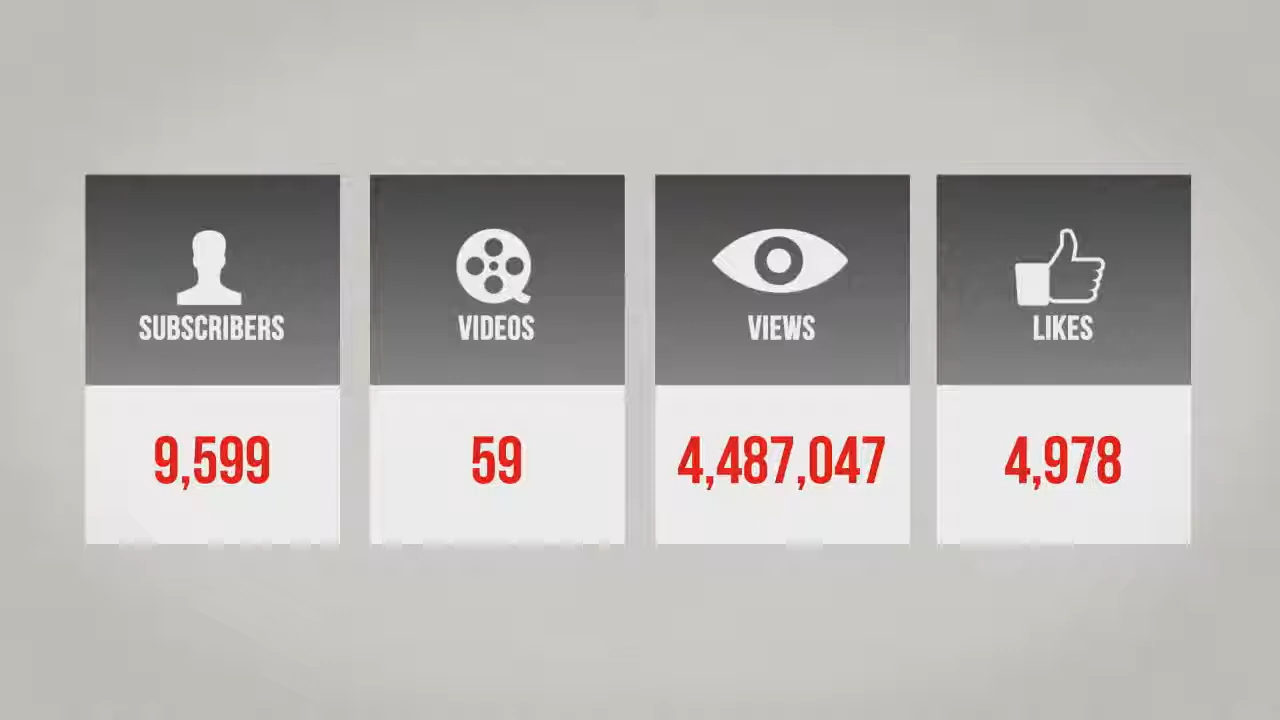 SUBSCRIBERS
9,599
VIDEOS
59
VIEWS
4,487,047
LIKES
4,978